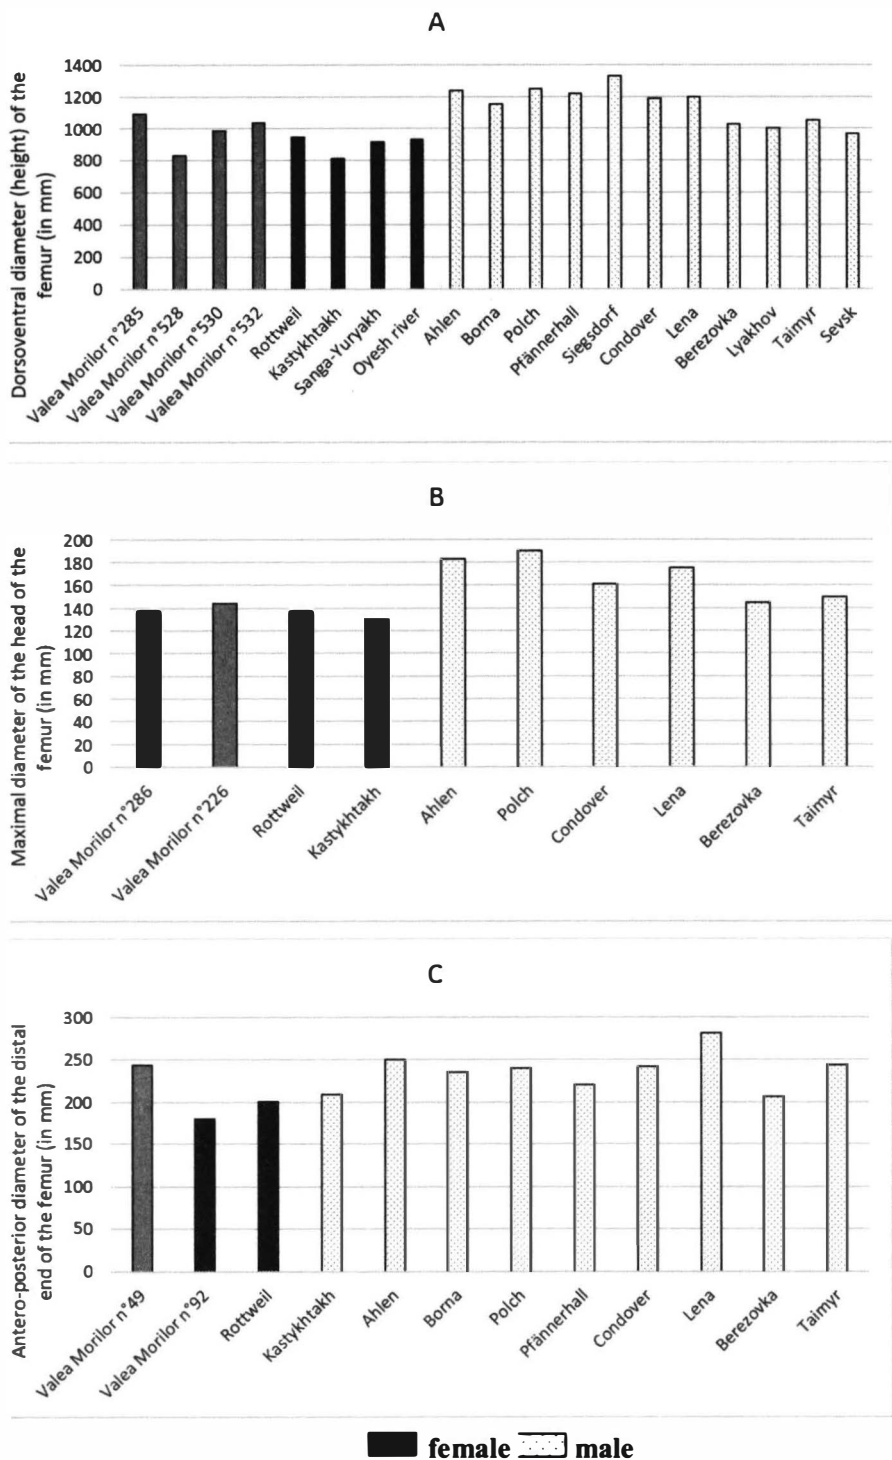 A
Dorsoventral diameter (height) of the
femur (in mm)
1400
1200
1000
800
600
400
200
0
Valea Morilor n°285
Valea Morilor n°528
Valea Morilor n°530
Valea Morilor n°532
Rottweil
Kastykhtakh
Sanga-Yuryakh
Oyesh river
Ahlen
Borna
Polch
Pfännerhall
Siegsdorf
Condover
Lena
Berezovka
Lyakhov
Taimyr
Sevsk
B
Maximal diameter of the head of the
femur (in mm)
200
180
160
140
120
100
80
60
40
20
0
Valea Morilor n°286
Valea Morilor n°226
Rottweil
Kastykhtakh
Ahlen
Polch
Condover
Lena
Berezovka
Taimyr
C
Antero-posterior diameter of the distal
end of the femur (in mm)
300
250
200
150
100
50
0
Valea Morilor n°49
Valea Morilor n°92
Rottweil
Kastykhtakh
Ahlen
Borna
Polch
Pfännerhall
Condover
Lena
Berezovka
Taimyr
female male